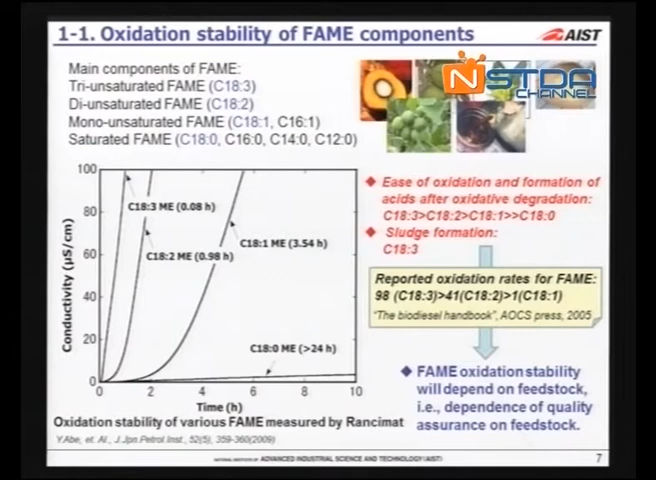 1-1. Oxidation stability of FAME components
AIST
NSTDA
CHANNEL
Main components of FAME:
Tri-unsaturated FAME (C18:3)
Di-unsaturated FAME (C18:2)
Mono-unsaturated FAME (C18:1, C16:1)
Saturated FAME (C18:0, C16:0, C14:0, C12:0)
100
80
60
40
20
0
Conductivity (µS/cm)
C18:3 ME (0.08 h)
C18:2 ME (0.98 h)
C18:1 ME (3.54 h)
C18:0 ME (>24 h)
0 2 4 6 8 10
Time (h)
Oxidation stability of various FAME measured by Rancimat
Y.Abe, et. Al., J.Jpn.Petrol.Inst., 52(5), 359-360(2009)
Ease of oxidation and formation of
acids after oxidative degradation:
C18:3>C18:2>C18:1>>C18:0
Sludge formation:
C18:3
Reported oxidation rates for FAME:
98 (C18:3)>41(C18:2)>1(C18:1)
"The biodiesel handbook", AOCS press, 2005
FAME oxidation stability
will depend on feedstock,
i.e., dependence of quality
assurance on feedstock.
NATIONAL INSTITUTE OF ADVANCED INDUSTRIAL SCIENCE AND TECHNOLOGY (AIST)
7